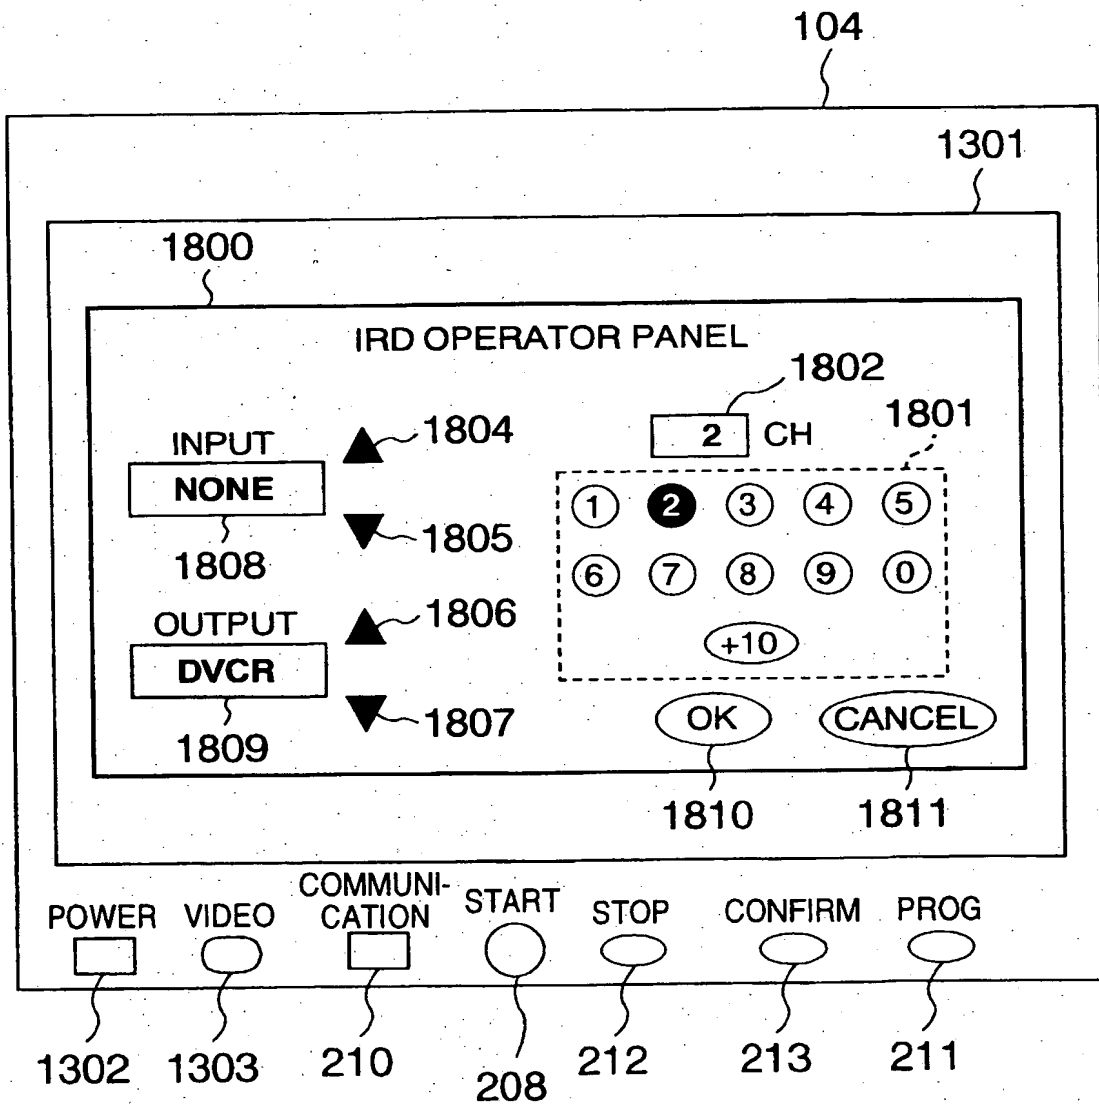 104
1301
1800
IRD OPERATOR PANEL
1802
1804
2 CH
1801
INPUT
NONE
1 2 3 4 5
1805
1808
6 7 8 9 0
1806
OUTPUT
+10
DVCR
1807
OK CANCEL
1809
1810 1811
POWER VIDEO COMMUNI-
CATION START STOP CONFIRM PROG
1302 1303 210 208 212 213 211